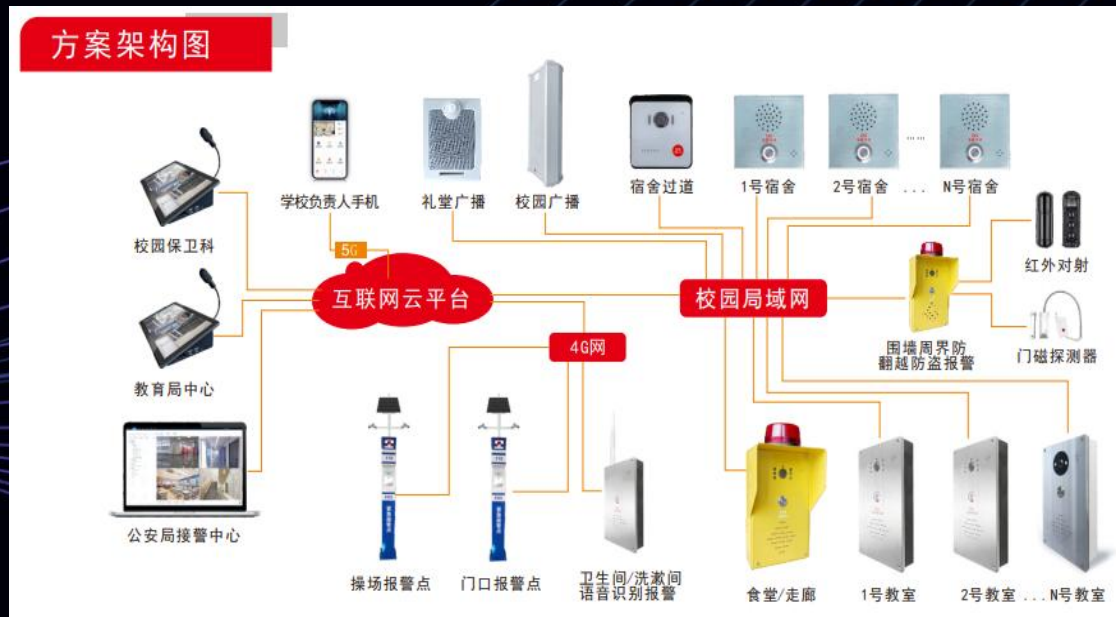 方案架构图
学校负责人手机
礼堂广播
校园广播
宿舍过道
1号宿舍
2号宿舍
...
N号宿舍
校园保卫科
5G
红外对射
互联网云平台
校园局域网
4G网
围墙周界防
翻越防盗报警
门磁探测器
教育局中心
公安局接警中心
操场报警点
门口报警点
卫生间/洗漱间
语音识别报警
食堂/走廊
1号教室
2号教室
...
N号教室